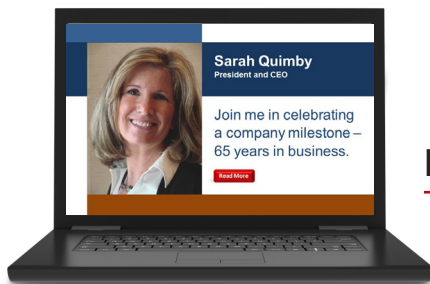 Sarah Quimby
President and CEO
Join me in celebrating
a company milestone –
65 years in business.
Read More